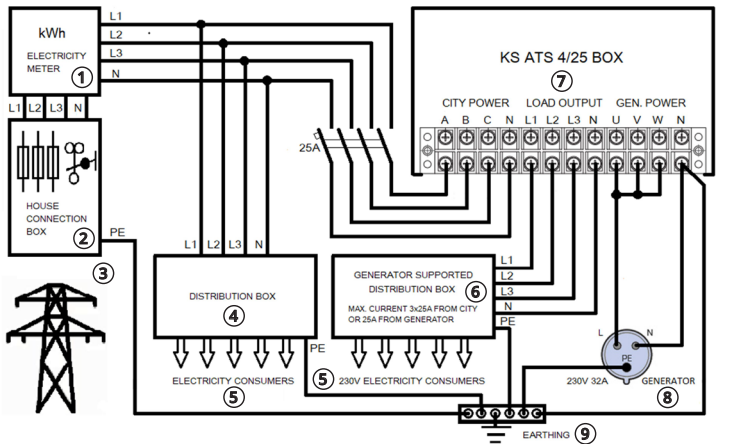 L1
L2
L3
N
kWh
ELECTRICITY
METER
1
L1 L2 L3 N
HOUSE
CONNECTION
BOX
2
PE
3
25A
KS ATS 4/25 BOX
7
CITY POWER LOAD OUTPUT GEN. POWER
A B C N L1 L2 L3 N U V W N
L1 L2 L3 N
DISTRIBUTION BOX
4
PE
ELECTRICITY CONSUMERS
5
GENERATOR SUPPORTED
DISTRIBUTION BOX
6
MAX. CURRENT 3x25A FROM CITY
OR 25A FROM GENERATOR
L1
L2
L3
N
PE
5
230V ELECTRICITY CONSUMERS
L N
PE
230V 32A
GENERATOR
8
EARTHING
9